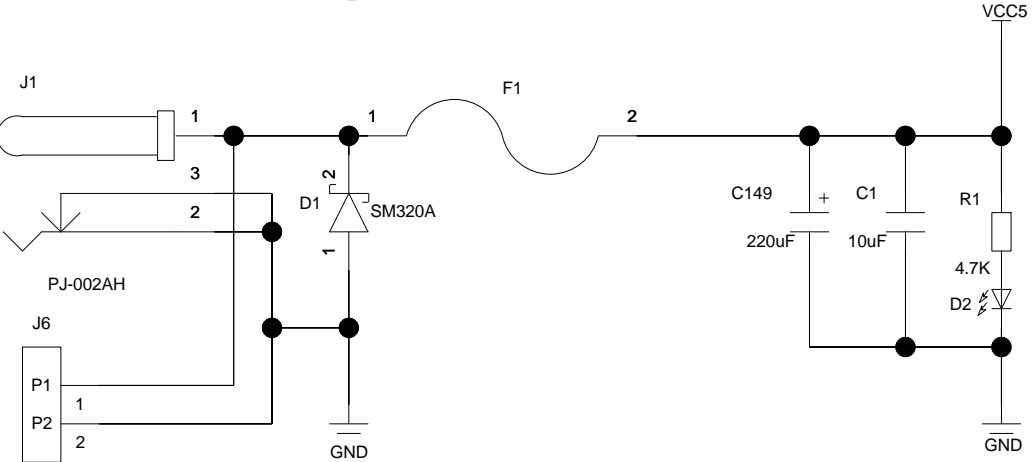 VCC5
J1
F1
1
1
2
3
2
D1
2
SM320A
1
C149
+
C1
R1
220uF
10uF
4.7K
D2
PJ-002AH
J6
P1
1
P2
2
GND
GND